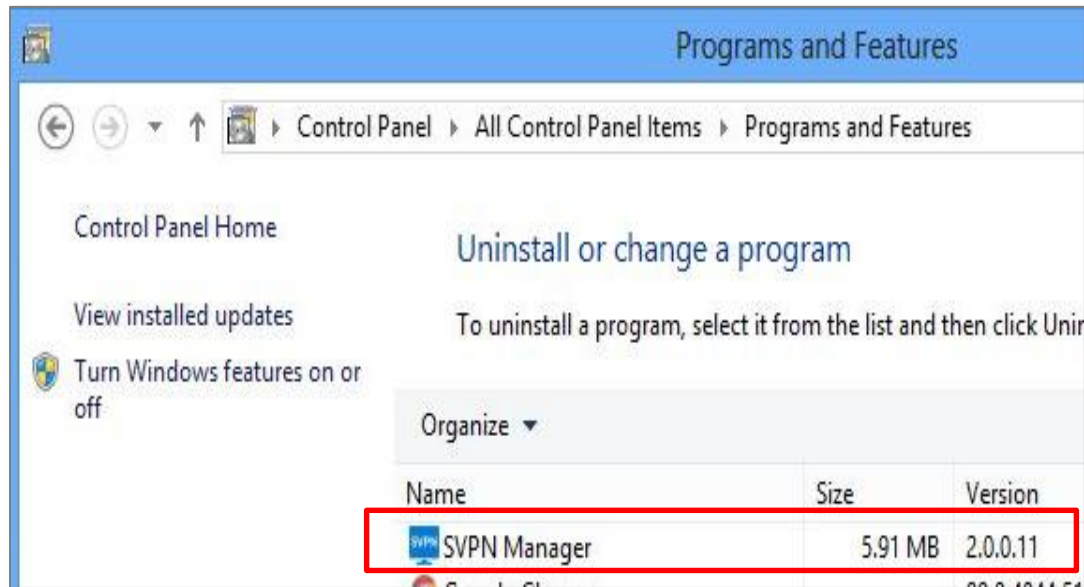 Programs and Features
Control Panel ▸ All Control Panel Items ▸ Programs and Features
Control Panel Home
Uninstall or change a program
View installed updates
To uninstall a program, select it from the list and then click
Turn Windows features on or
off
Organize
Name Size Version
SVPN SVPN Manager 5.91 MB 2.0.0.11